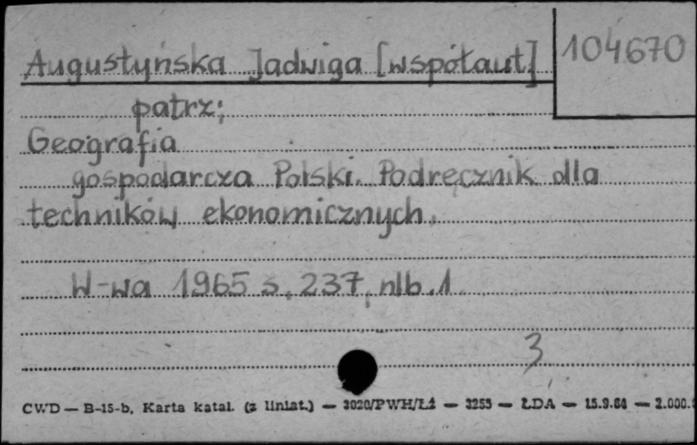 Augustyńska Jadwiga [współaut] 104670
patrz:
Geografia
gospodarcza Polski. Podręcznik dla
techników ekonomicznych.
W-wa 1965 s. 237, nlb. 1
3
CWD — B-15-b. Karta katal. (z liniat.) — 3020/PWH/Łź — 3253 — ŁDA — 15.9.64 — 2.000.